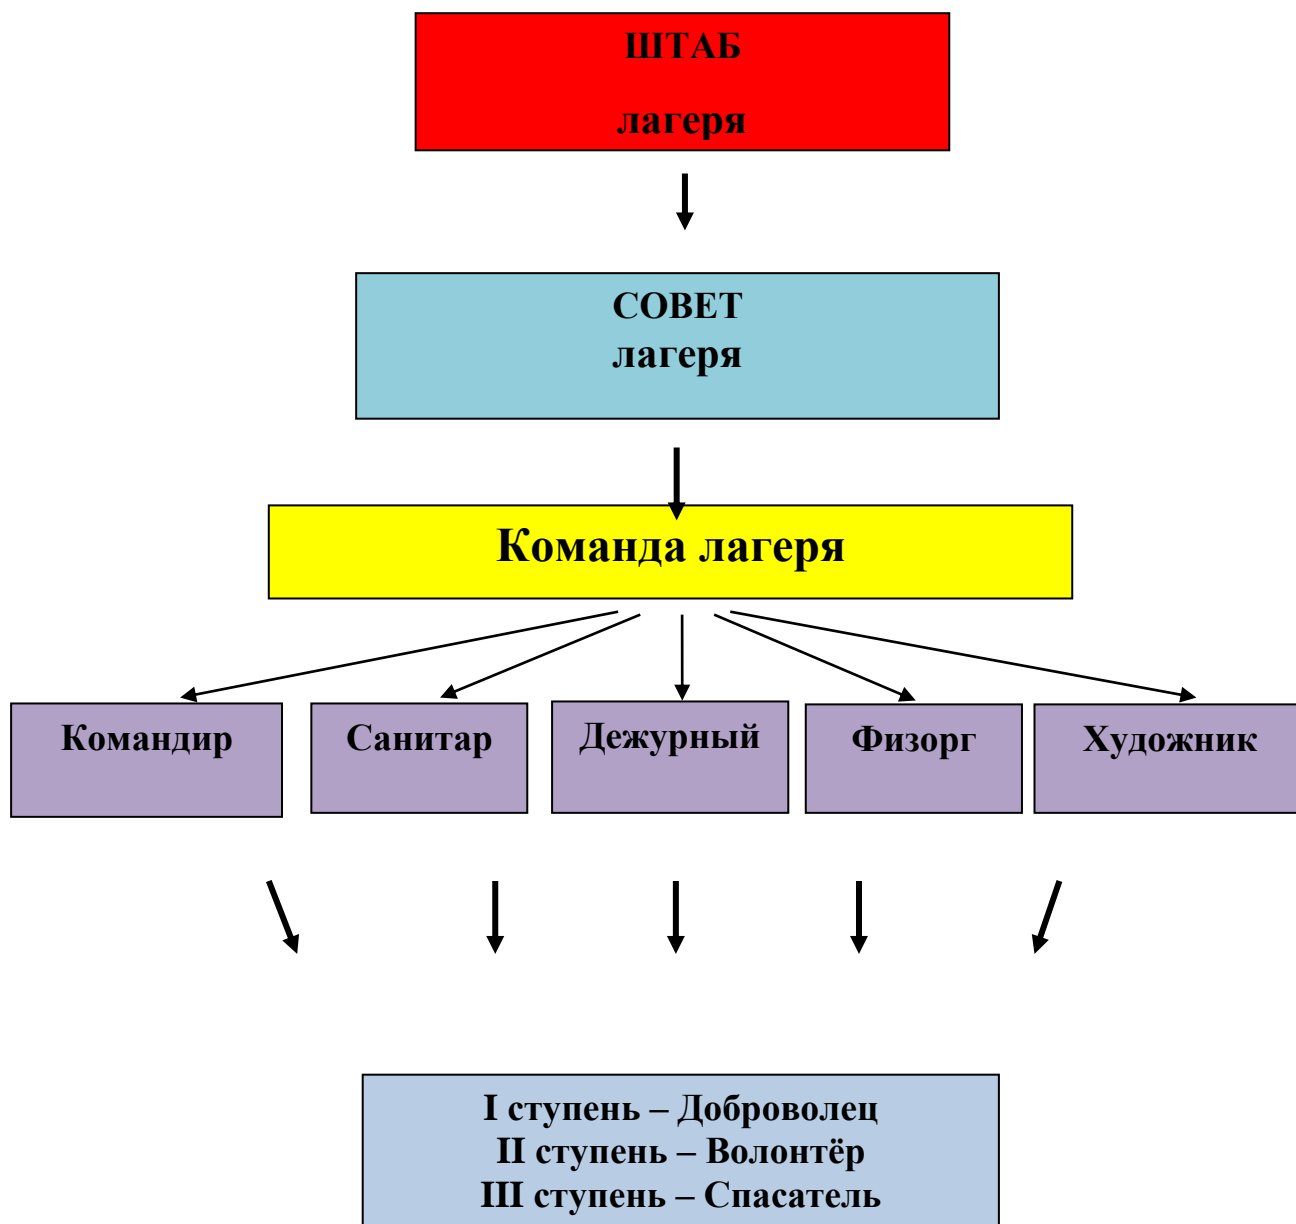 ШТАБ
лагеря
СОВЕТ
лагеря
Команда лагеря
Командир
Санитар
Дежурный
Физорг
Художник
I ступень – Доброволец
II ступень – Волонтёр
III ступень – Спасатель